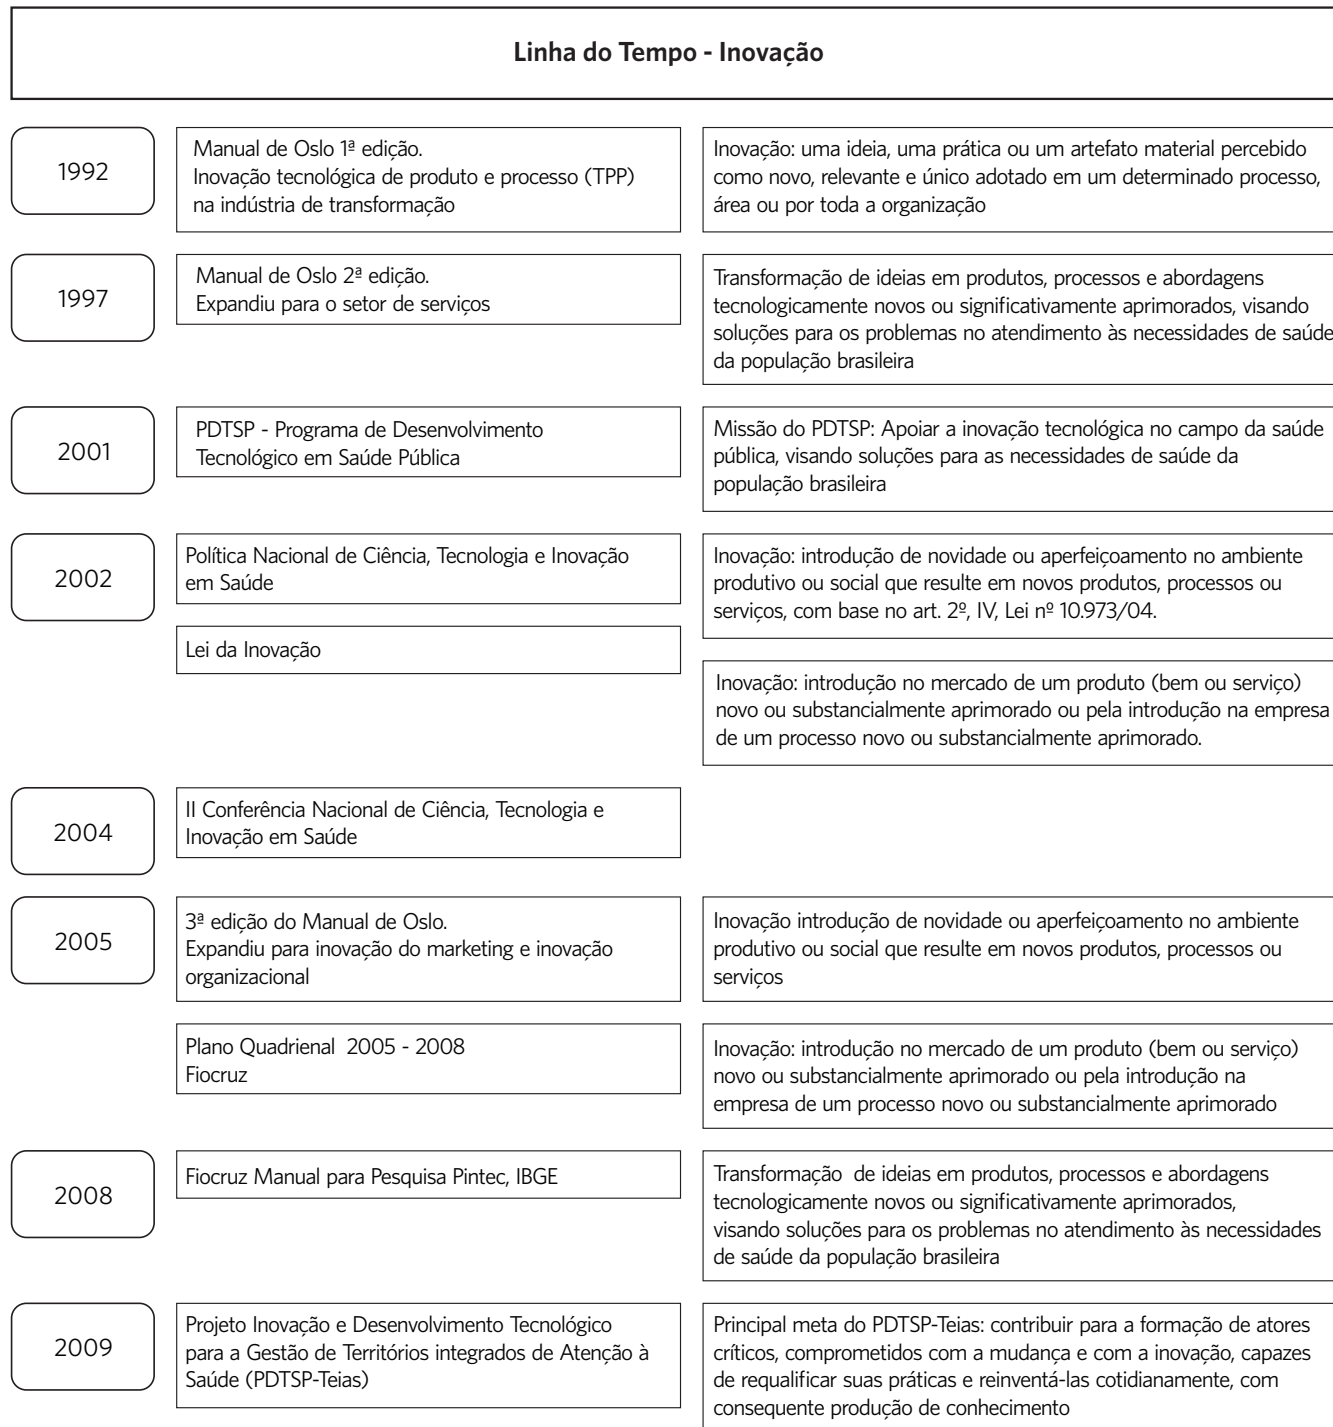 Linha do Tempo - Inovação
1992
Manual de Oslo 1ª edição.
Inovação tecnológica de produto e processo (TPP)
na indústria de transformação
Inovação: uma ideia, uma prática ou um artefato material percebido
como novo, relevante e único adotado em um determinado processo,
área ou por toda a organização
1997
Manual de Oslo 2ª edição.
Expandiu para o setor de serviços
Transformação de ideias em produtos, processos e abordagens
tecnologicamente novos ou significativamente aprimorados, visando
soluções para os problemas no atendimento às necessidades de saúde
da população brasileira
2001
PDTSP - Programa de Desenvolvimento
Tecnológico em Saúde Pública
Missão do PDTSP: Apoiar a inovação tecnológica no campo da saúde
pública, visando soluções para as necessidades de saúde da
população brasileira
2002
Política Nacional de Ciência, Tecnologia e Inovação
em Saúde
Lei da Inovação
Inovação: introdução de novidade ou aperfeiçoamento no ambiente
produtivo ou social que resulte em novos produtos, processos ou
serviços, com base no art. 2º, IV, Lei nº 10.973/04.
Inovação: introdução no mercado de um produto (bem ou serviço)
novo ou substancialmente aprimorado ou pela introdução na empresa
de um processo novo ou substancialmente aprimorado.
2004
II Conferência Nacional de Ciência, Tecnologia e
Inovação em Saúde
2005
3ª edição do Manual de Oslo.
Expandiu para inovação do marketing e inovação
organizacional
Inovação introdução de novidade ou aperfeiçoamento no ambiente
produtivo ou social que resulte em novos produtos, processos ou
serviços
Plano Quadrienal 2005 - 2008
Fiocruz
Inovação: introdução no mercado de um produto (bem ou serviço)
novo ou substancialmente aprimorado ou pela introdução na
empresa de um processo novo ou substancialmente aprimorado
2008
Fiocruz Manual para Pesquisa Pintec, IBGE
Transformação de ideias em produtos, processos e abordagens
tecnologicamente novos ou significativamente aprimorados,
visando soluções para os problemas no atendimento às necessidades
de saúde da população brasileira
2009
Projeto Inovação e Desenvolvimento Tecnológico
para a Gestão de Territórios integrados de Atenção à
Saúde (PDTSP-Teias)
Principal meta do PDTSP-Teias: contribuir para a formação de atores
críticos, comprometidos com a mudança e com a inovação, capazes
de requalificar suas práticas e reinventá-las cotidianamente, com
consequente produção de conhecimento